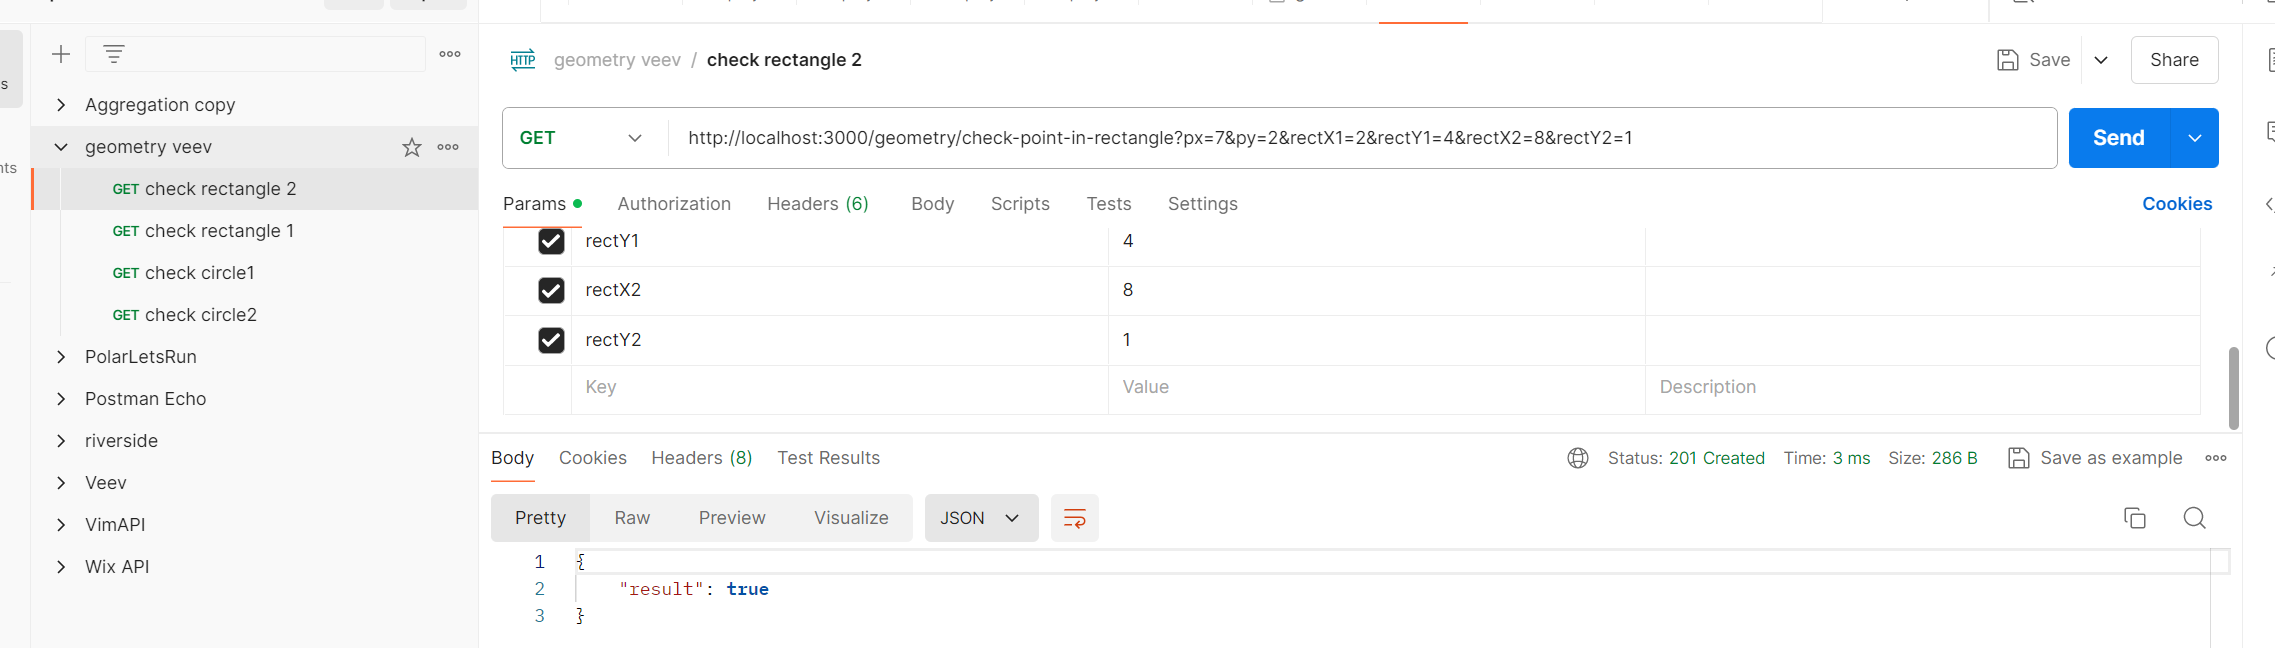 HTTP geometry veev / check rectangle 2
Save
Share
GET
http://localhost:3000/geometry/check-point-in-rectangle?px=7&py=2&rectX1=2&rectY1=4&rectX2=8&rectY2=1
Send
Aggregation copy
geometry veev
GET check rectangle 2
GET check rectangle 1
GET check circle1
GET check circle2
PolarLetsRun
Postman Echo
riverside
Veev
VimAPI
Wix API
Params Authorization Headers (6) Body Scripts Tests Settings Cookies
rectY1 4
rectX2 8
rectY2 1
Key Value Description
Body Cookies Headers (8) Test Results Status: 201 Created Time: 3 ms Size: 286 B Save as example
Pretty Raw Preview Visualize JSON
1 {
2 "result": true
3 }